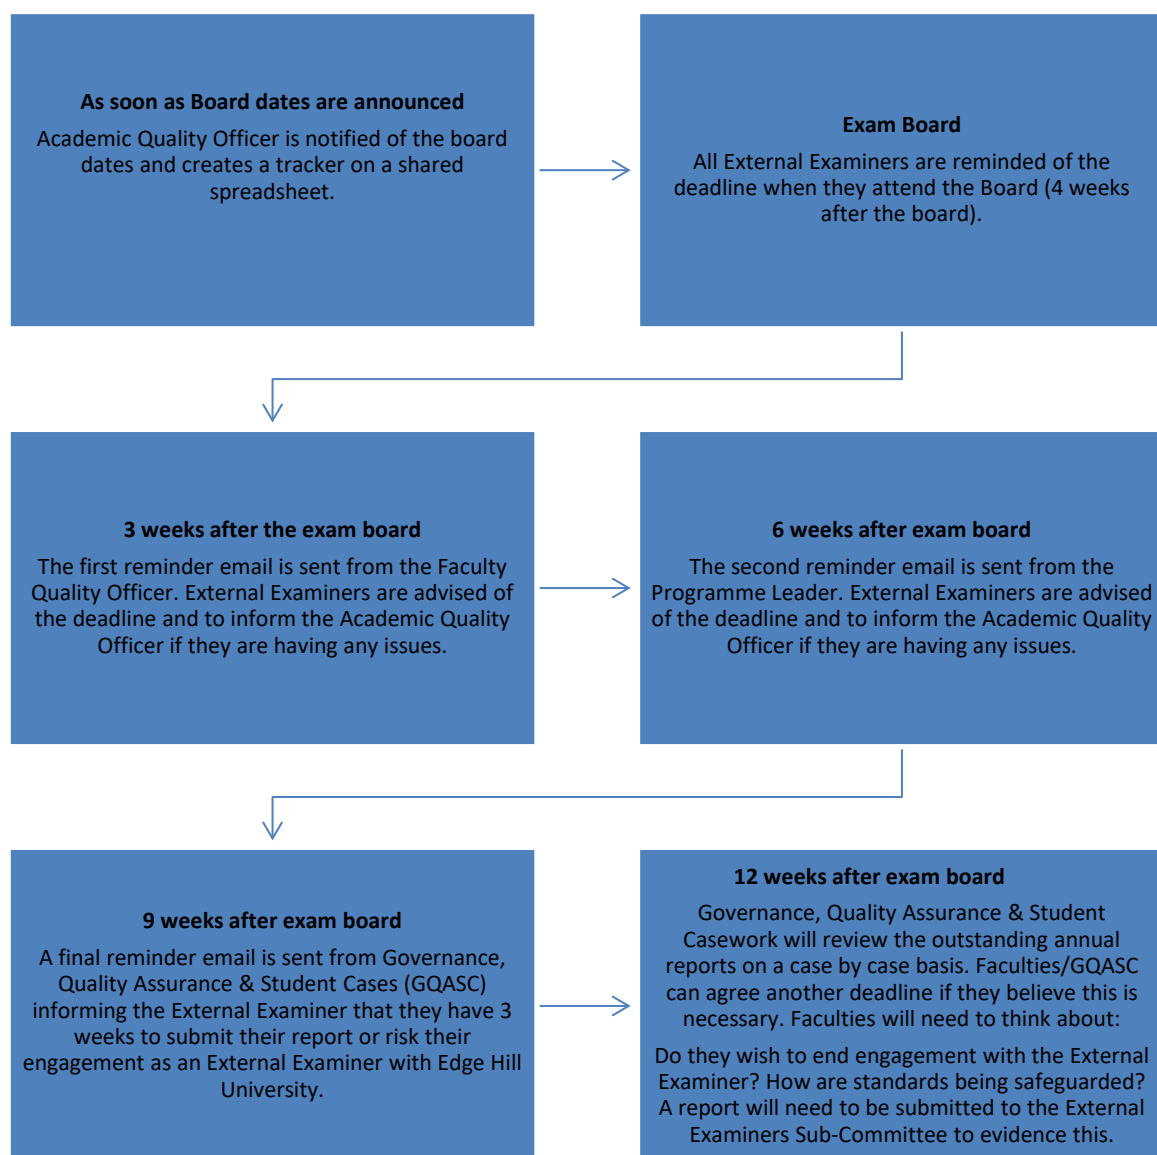 As soon as Board dates are announced
Academic Quality Officer is notified of the board
dates and creates a tracker on a shared
spreadsheet.
Exam Board
All External Examiners are reminded of the
deadline when they attend the Board (4 weeks
after the board).
3 weeks after the exam board
The first reminder email is sent from the Faculty
Quality Officer. External Examiners are advised of
the deadline and to inform the Academic Quality
Officer if they are having any issues.
6 weeks after exam board
The second reminder email is sent from the
Programme Leader. External Examiners are advised
of the deadline and to inform the Academic Quality
Officer if they are having any issues.
9 weeks after exam board
A final reminder email is sent from Governance,
Quality Assurance & Student Cases (GQASC)
informing the External Examiner that they have 3
weeks to submit their report or risk their
engagement as an External Examiner with Edge Hill
University.
12 weeks after exam board
Governance, Quality Assurance & Student
Casework will review the outstanding annual
reports on a case by case basis. Faculties/GQASC
can agree another deadline if they believe this is
necessary. Faculties will need to think about:
Do they wish to end engagement with the External
Examiner? How are standards being safeguarded?
A report will need to be submitted to the External
Examiners Sub-Committee to evidence this.